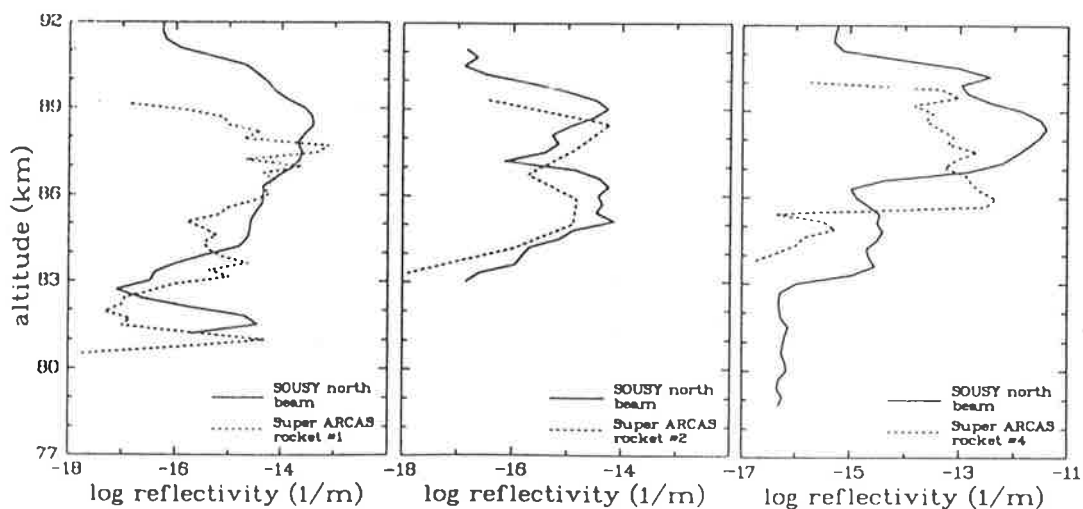 92
89
86
83
80
77
altitude (km)
SOUSY north
beam
Super ARCAS
rocket #1
SOUSY north
beam
Super ARCAS
rocket #2
SOUSY north
beam
Super ARCAS
rocket #4
-18 -16 -14
-18 -16 -14
-17 -15 -13 -11
log reflectivity (1/m)
log reflectivity (1/m)
log reflectivity (1/m)